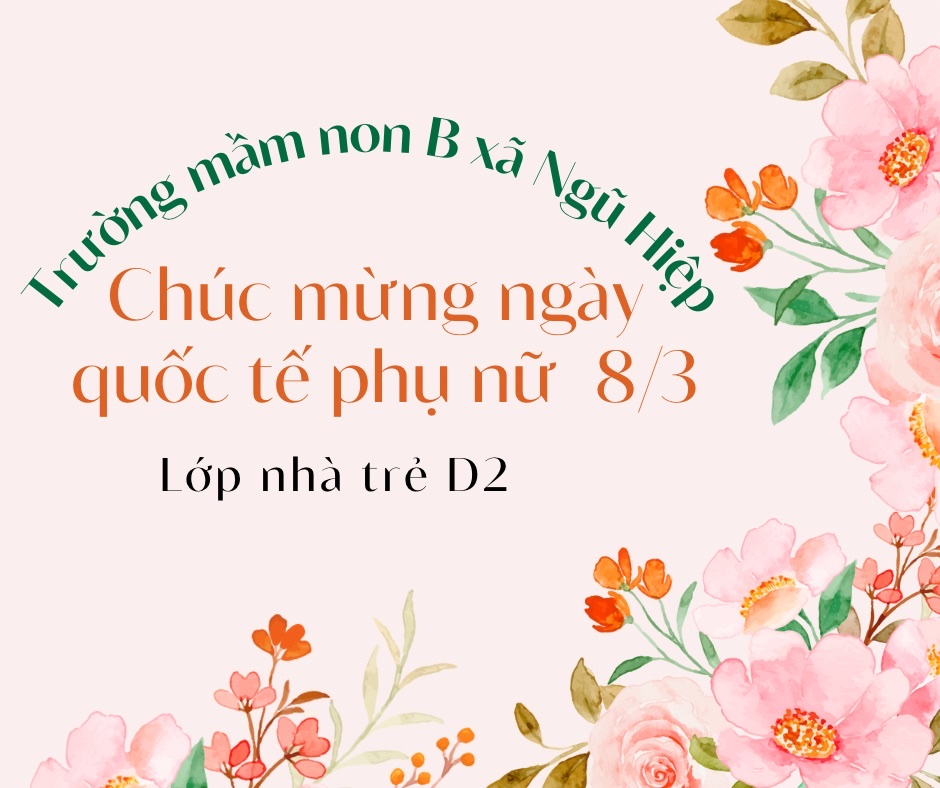 Trường mầm non B xã Ngũ Hiệp
Chúc mừng ngày
quốc tế phụ nữ 8/3
Lớp nhà trẻ D2